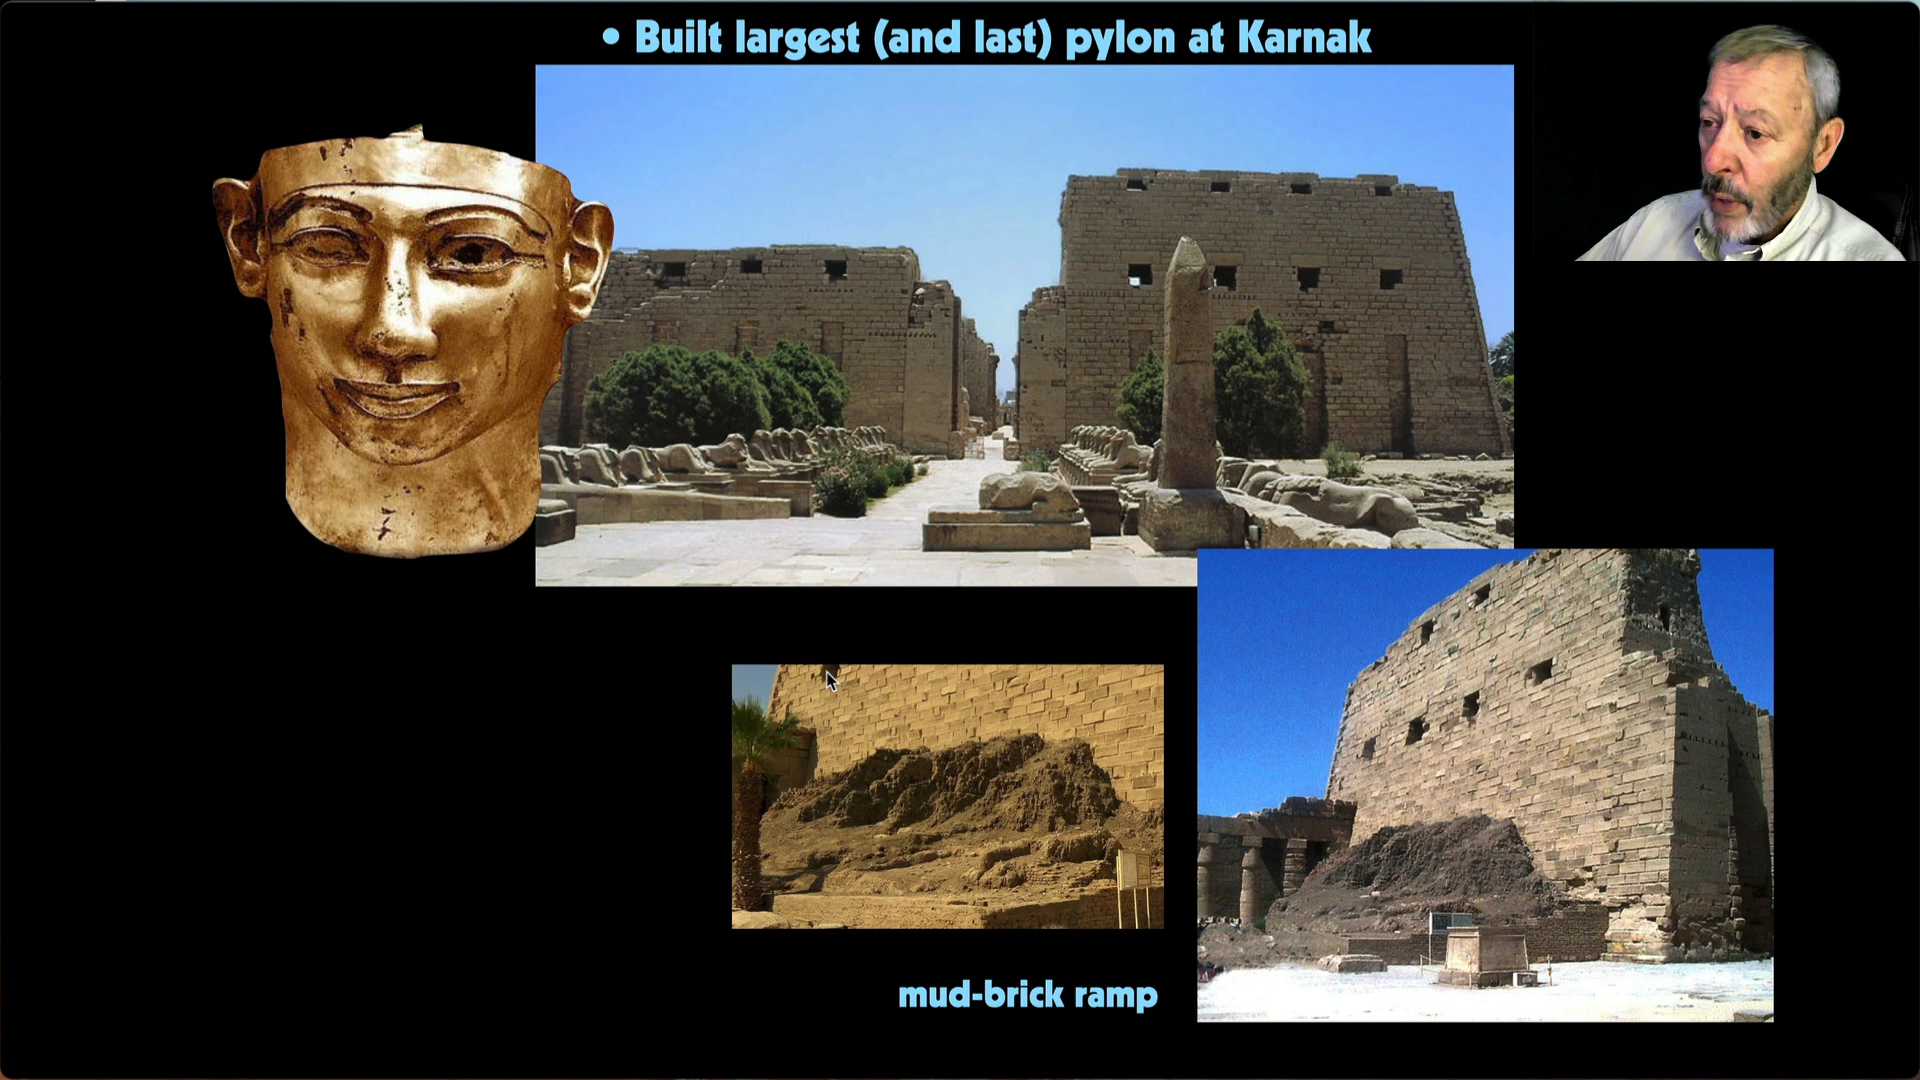 • Built largest (and last) pylon at Karnak
mud-brick ramp